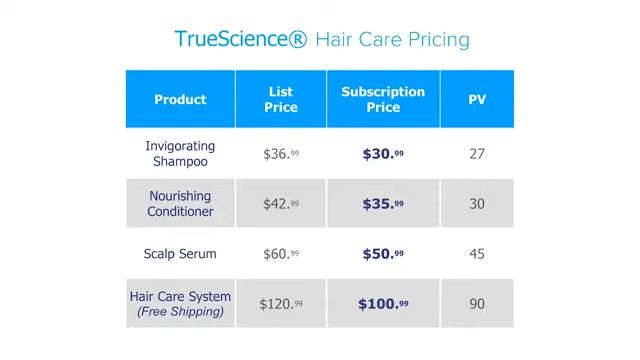 TrueScience® Hair Care Pricing
Product
List
Price
Subscription
Price
PV
Invigorating
Shampoo
$36.99
$30.99
27
Nourishing
Conditioner
$42.99
$35.99
30
Scalp Serum
$60.99
$50.99
45
Hair Care System
(Free Shipping)
$120.99
$100.99
90